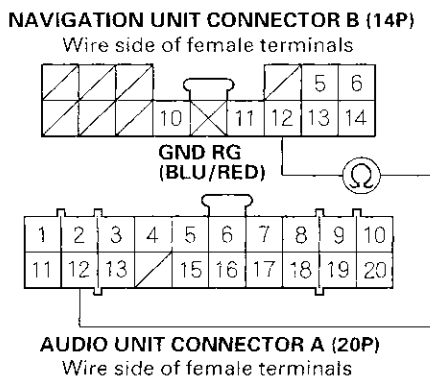 NAVIGATION UNIT CONNECTOR B (14P)
Wire side of female terminals
5 6
10 11 12 13 14
GND RG
(BLU/RED)
Ω
1 2 3 4 5 6 7 8 9 10
11 12 13 15 16 17 18 19 20
AUDIO UNIT CONNECTOR A (20P)
Wire side of female terminals